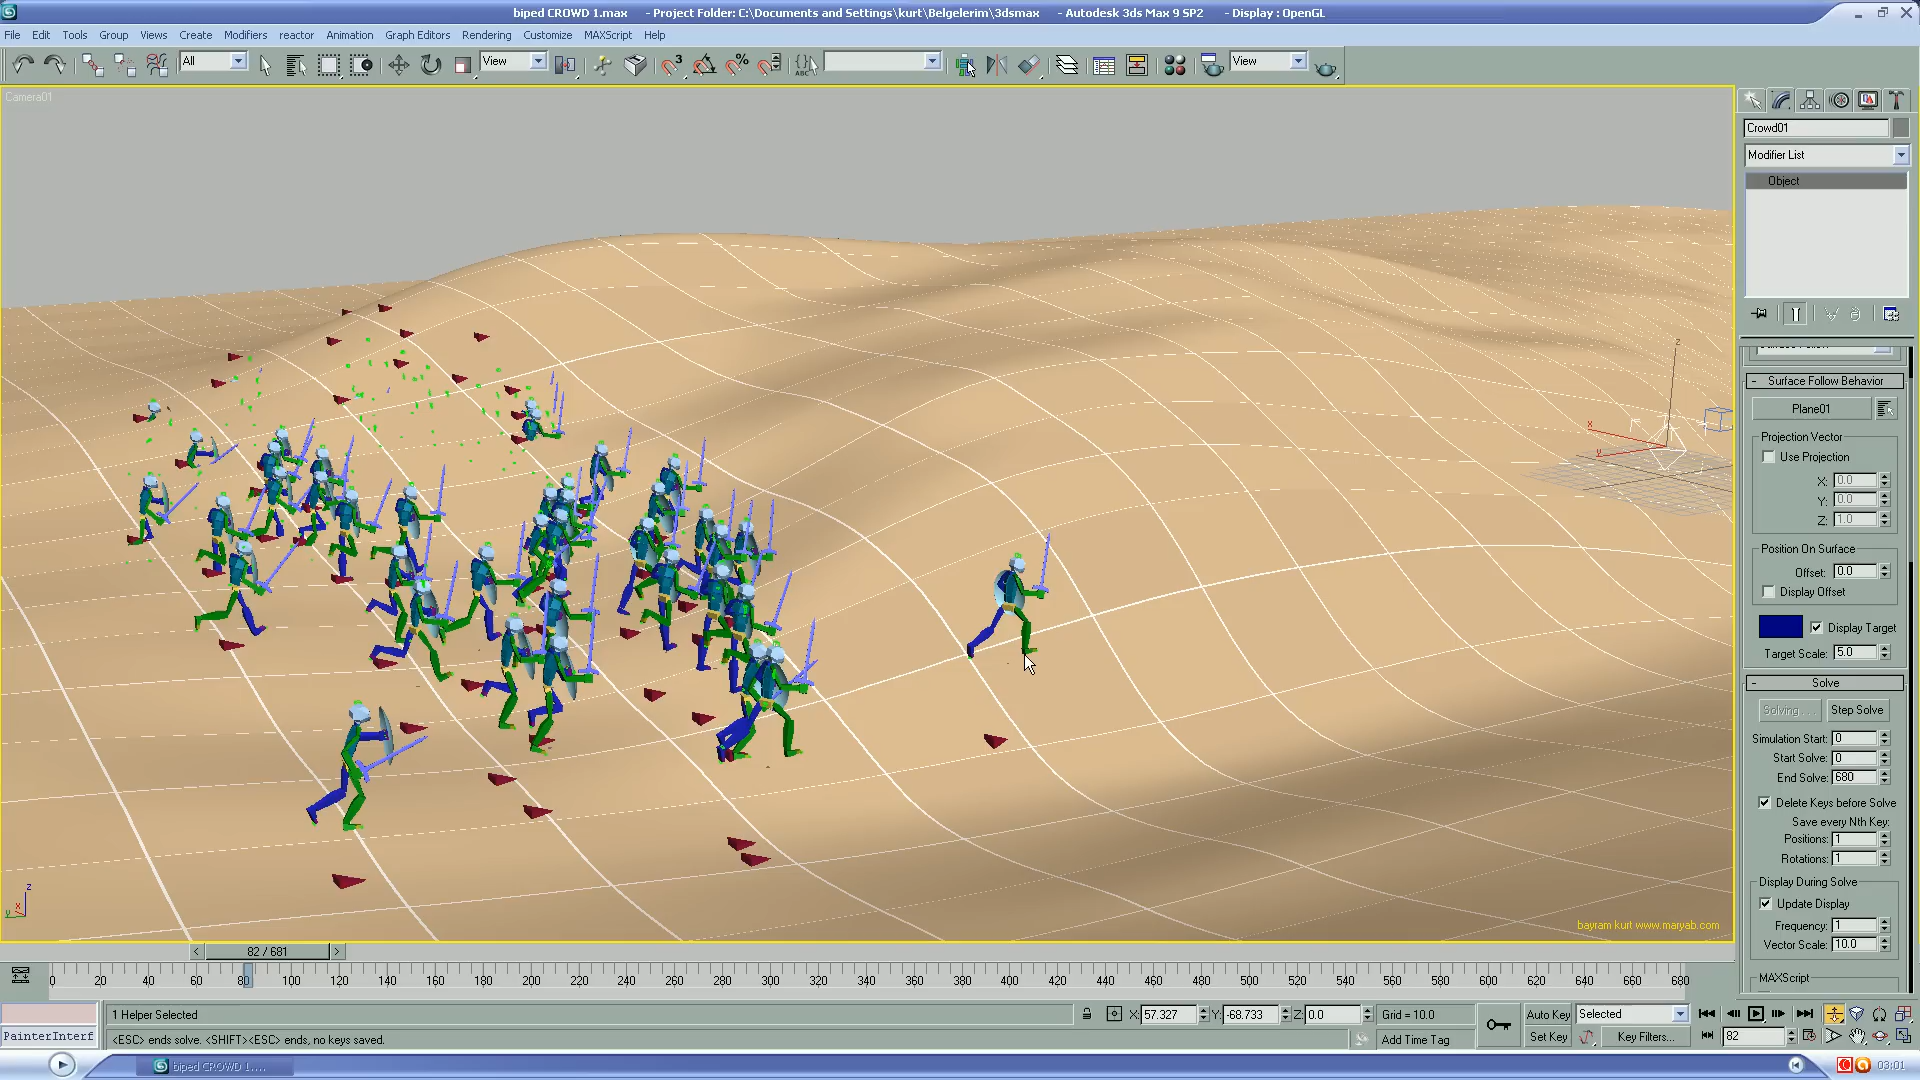 biped CROWD 1.max - Project Folder: C:\Documents and Settings\kurt\Belgelerim\3dsmax - Autodesk 3ds Max 9 SP2 - Display : OpenGL
File Edit Tools Group Views Create Modifiers reactor Animation Graph Editors Rendering Customize MAXScript Help
All View View
Camera01
Crowd01
Modifier List
Object
- Surface Follow Behavior
Plane01
Projection Vector
Use Projection
X: 0.0
Y: 0.0
Z: 1.0
Position On Surface
Offset: 0.0
Display Offset
Display Target
Target Scale: 5.0
- Solve
Solving... Step Solve
Simulation Start: 0
Start Solve: 0
End Solve: 680
Delete Keys before Solve
Save every Nth Key:
Positions: 1
Rotations: 1
Display During Solve
Update Display
Frequency: 1
Vector Scale: 10.0
MAXScript
z
x
y
z
x
y
bayram kurt www.maryab.com
< 82 / 681 >
0 20 40 60 80 100 120 140 160 180 200 220 240 260 280 300 320 340 360 380 400 420 440 460 480 500 520 540 560 580 600 620 640 660 680
1 Helper Selected X: 57.327 Y: -68.733 Z: 0.0 Grid = 10.0 Auto Key Selected
PainterInterf <ESC> ends solve. <SHIFT><ESC> ends, no keys saved. Add Time Tag Set Key Key Filters... 82
biped CROWD 1.... 03:01